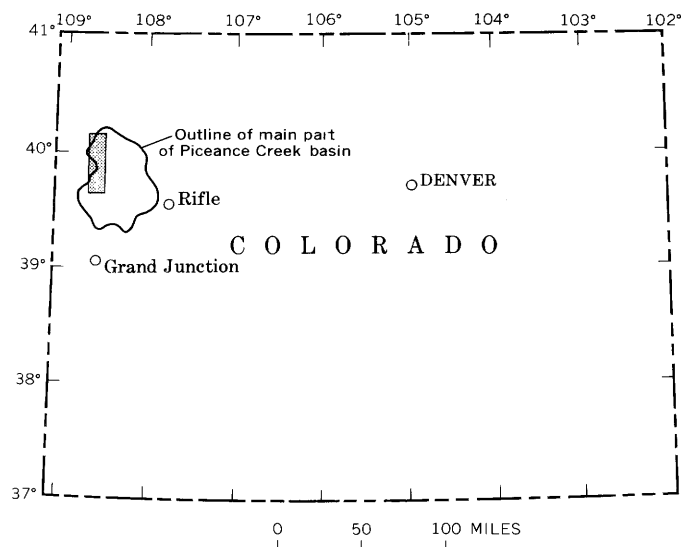 41°
109°
108°
107°
106°
105°
104°
103°
102°
40°
Outline of main part
of Piceance Creek basin
Rifle
DENVER
COLORADO
39°
Grand Junction
38°
37°
0 50 100 MILES